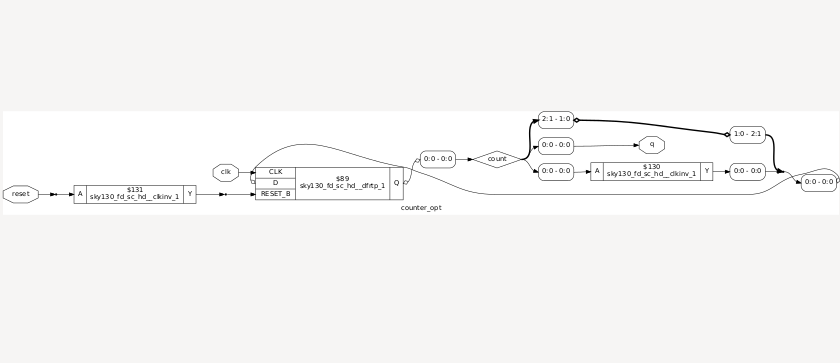 2:1 - 1:0
1:0 - 2:1
0:0 - 0:0
q
0:0 - 0:0
count
clk
CLK
D
RESET_B
$89
sky130_fd_sc_hd__dfrtp_1
Q
0:0 - 0:0
A
$130
sky130_fd_sc_hd__clkinv_1
Y
0:0 - 0:0
0:0 - 0:0
reset
A
$131
sky130_fd_sc_hd__clkinv_1
Y
counter_opt